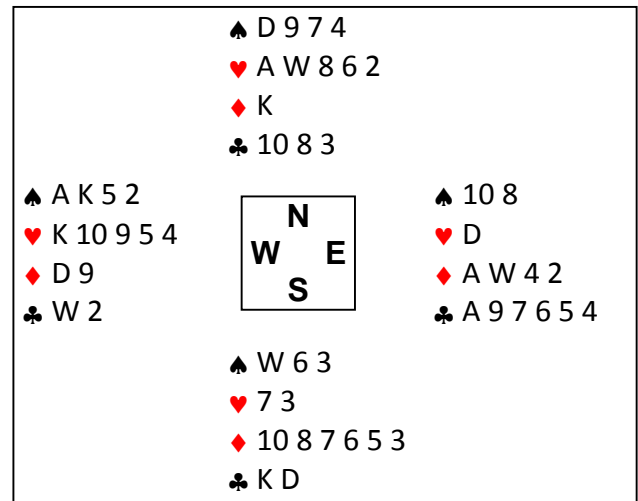 ♠ D 9 7 4
♥ A W 8 6 2
♦ K
♣ 10 8 3
♠ A K 5 2
♥ K 10 9 5 4
♦ D 9
♣ W 2
N
W E
S
♠ 10 8
♥ D
♦ A W 4 2
♣ A 9 7 6 5 4
♠ W 6 3
♥ 7 3
♦ 10 8 7 6 5 3
♣ K D